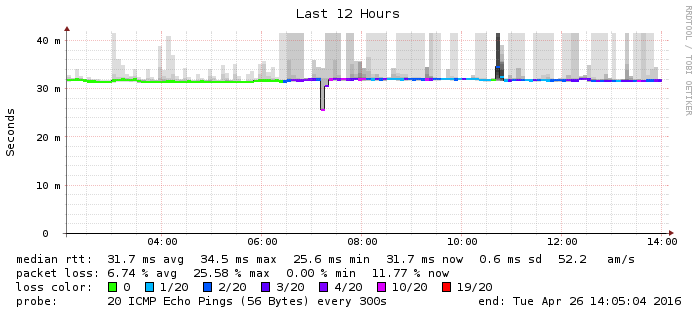 Last 12 Hours
RRDTOOL / TOBI OETIKER
Seconds
40 m
30 m
20 m
10 m
0
04:00 06:00 08:00 10:00 12:00 14:00
median rtt: 31.7 ms avg 34.5 ms max 25.6 ms min 31.7 ms now 0.6 ms sd 52.2 am/s
packet loss: 6.74 % avg 25.58 % max 0.00 % min 11.77 % now
loss color: 0 1/20 2/20 3/20 4/20 10/20 19/20
probe: 20 ICMP Echo Pings (56 Bytes) every 300s end: Tue Apr 26 14:05:04 2016